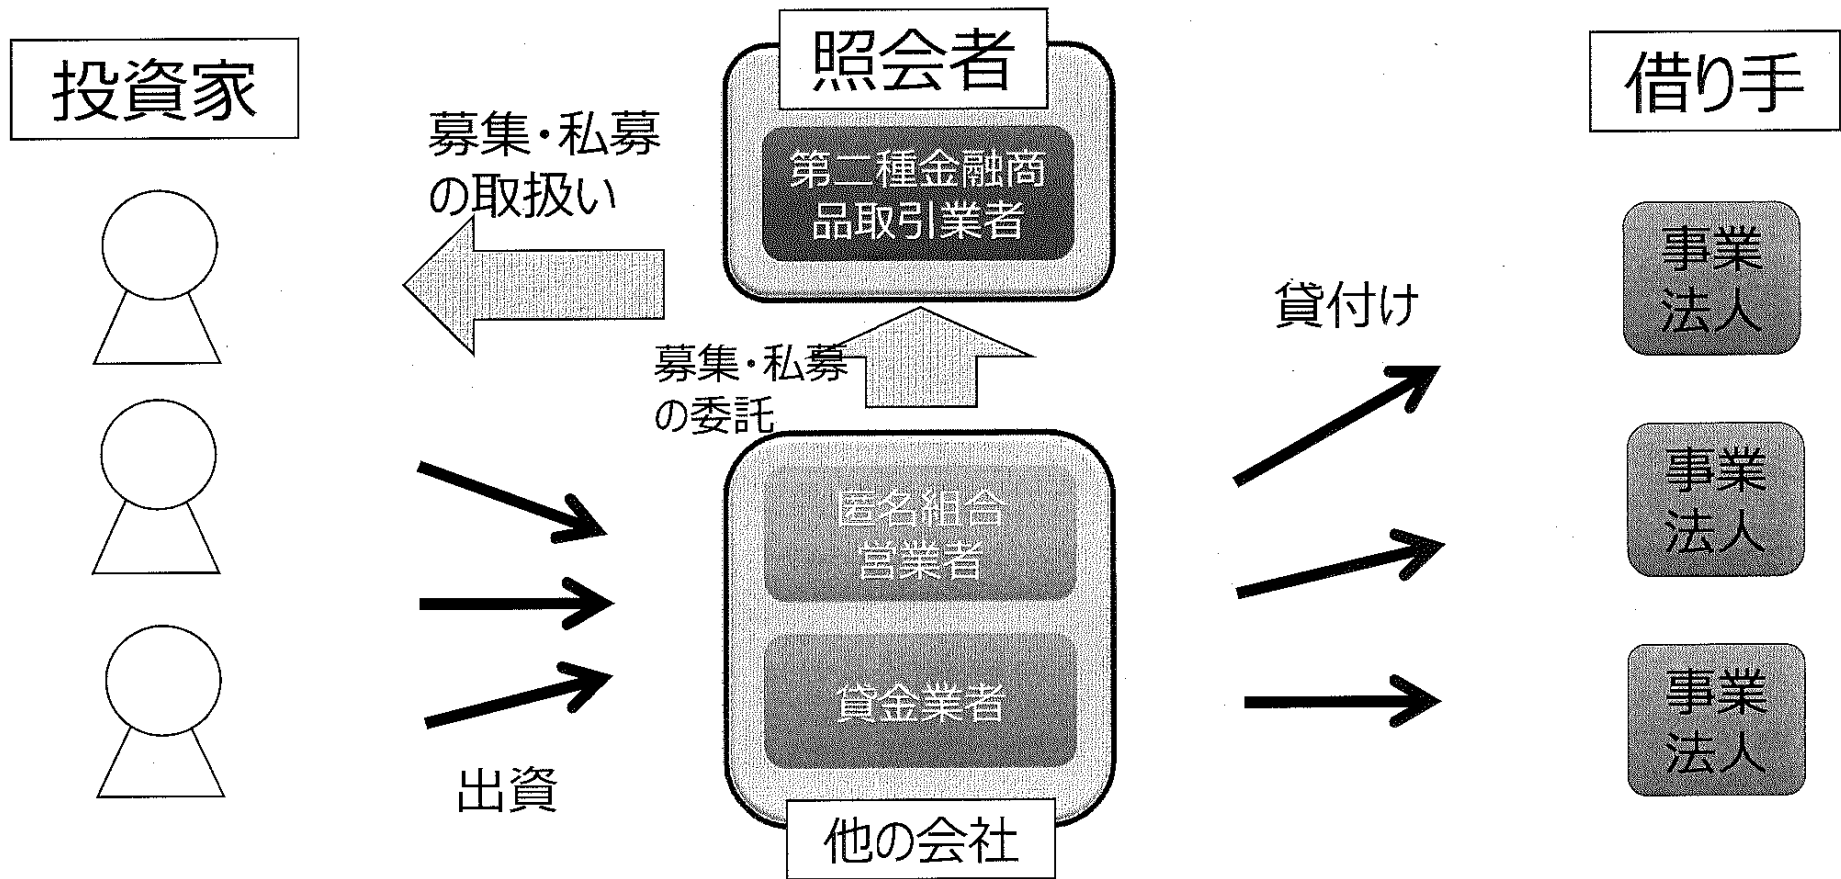 投資家
照会者
借り手
募集・私募
の取扱い
第二種金融商
品取引業者
募集・私募
の委託
貸付け
匿名組合
営業者
貸金業者
出資
他の会社
事業
法人
事業
法人
事業
法人